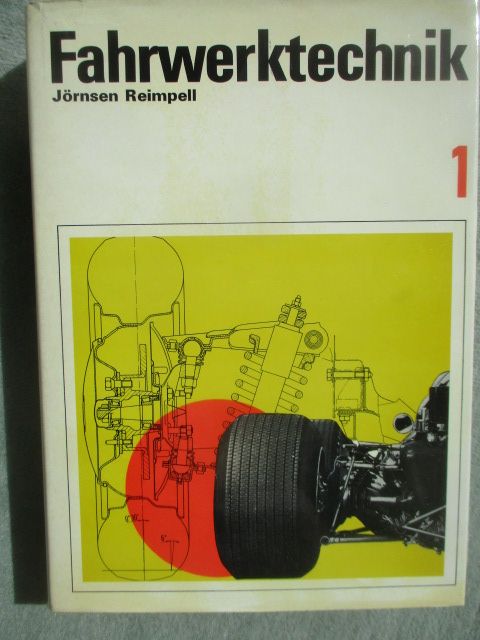 Fahrwerktechnik
Jörnsen Reimpell
1